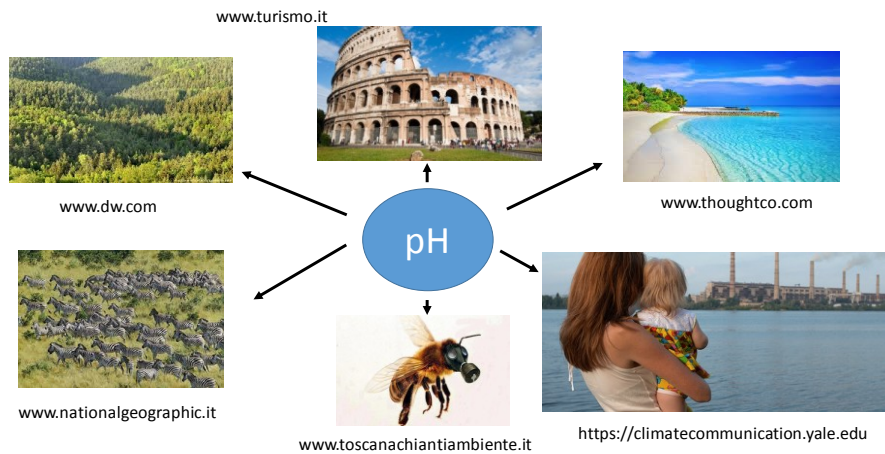 www.turismo.it
www.dw.com
www.thoughtco.com
pH
www.nationalgeographic.it
www.toscanachiantiambiente.it
https://climatecommunication.yale.edu